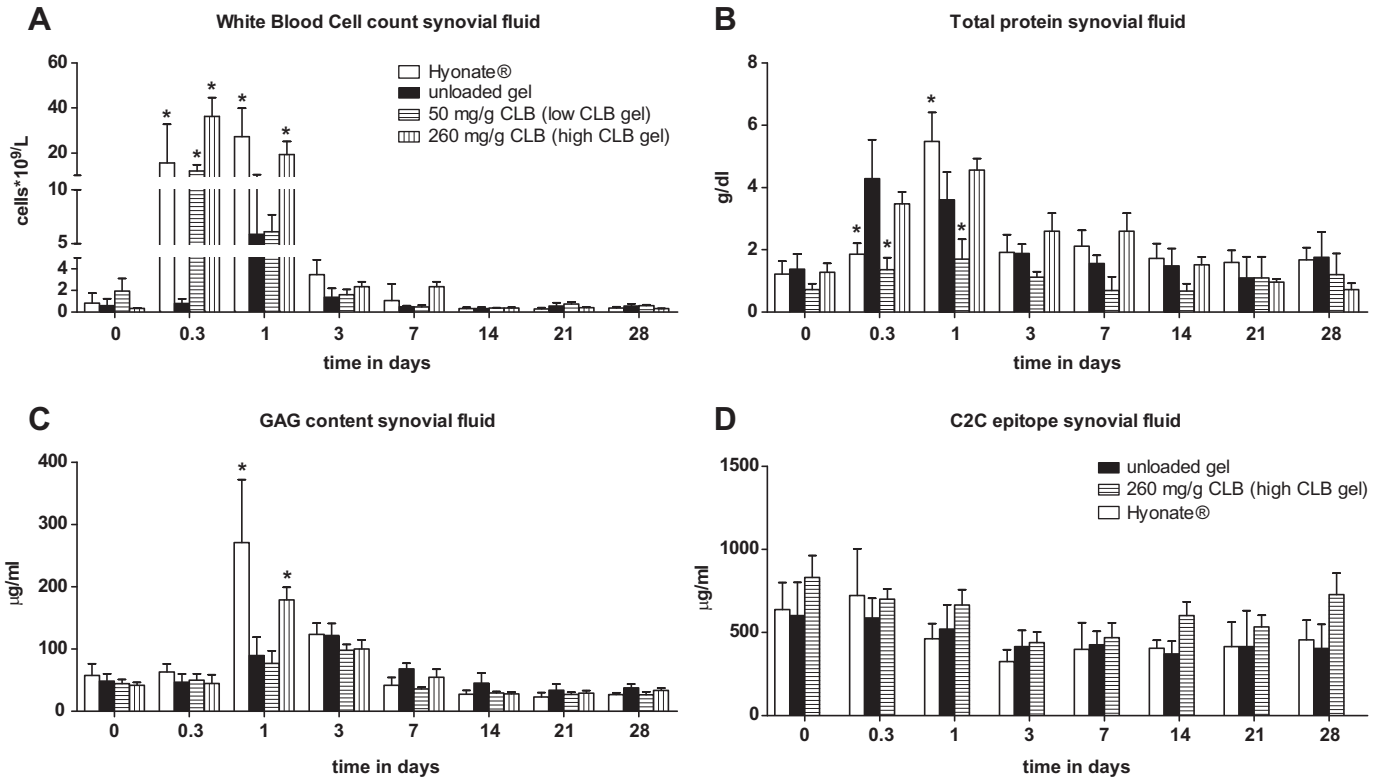 A
White Blood Cell count synovial fluid
60
40
20
10
5
4
2
0
cells*10^9/L
Hyonate®
unloaded gel
50 mg/g CLB (low CLB gel)
260 mg/g CLB (high CLB gel)
* * * * *
0 0.3 1 3 7 14 21 28
time in days
B
Total protein synovial fluid
8
6
4
2
0
g/dl
* * * *
0 0.3 1 3 7 14 21 28
time in days
C
GAG content synovial fluid
400
300
200
100
0
µg/ml
* *
0 0.3 1 3 7 14 21 28
time in days
D
C2C epitope synovial fluid
1500
1000
500
0
µg/ml
unloaded gel
260 mg/g CLB (high CLB gel)
Hyonate®
0 0.3 1 3 7 14 21 28
time in days